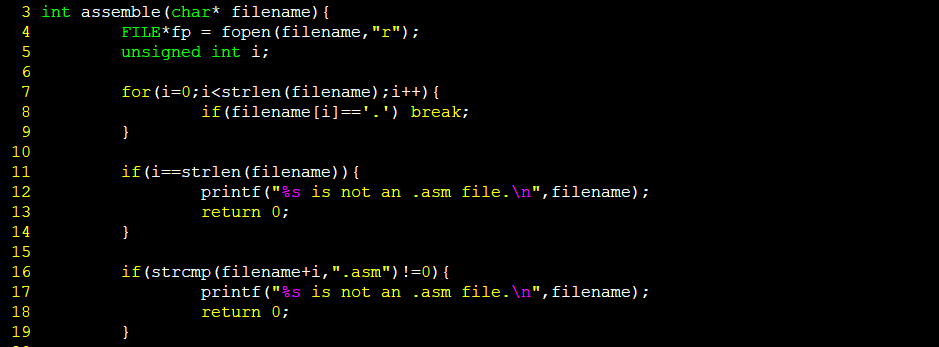 3 int assemble(char* filename){
4         FILE*fp = fopen(filename,"r");
5         unsigned int i;
6
7         for(i=0;i<strlen(filename);i++){
8                 if(filename[i]=='.') break;
9         }
10
11         if(i==strlen(filename)){
12                 printf("%s is not an .asm file.\n",filename);
13                 return 0;
14         }
15
16         if(strcmp(filename+i,".asm")!=0){
17                 printf("%s is not an .asm file.\n",filename);
18                 return 0;
19         }